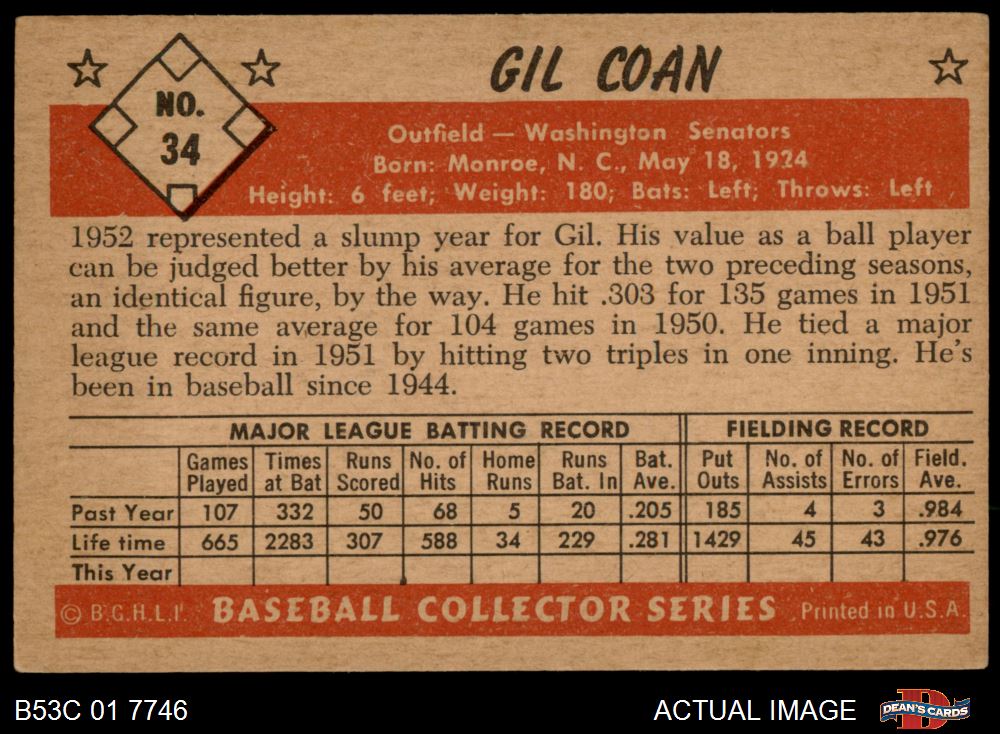 GIL COAN
NO.
34
Outfield — Washington Senators
Born: Monroe, N. C., May 18, 1924
Height: 6 feet; Weight: 180; Bats: Left; Throws: Left
1952 represented a slump year for Gil. His value as a ball player
can be judged better by his average for the two preceding seasons,
an identical figure, by the way. He hit .303 for 135 games in 1951
and the same average for 104 games in 1950. He tied a major
league record in 1951 by hitting two triples in one inning. He's
been in baseball since 1944.
MAJOR LEAGUE BATTING RECORD FIELDING RECORD
Games Times Runs No. of Home Runs Bat. Put No. of No. of Field.
Played at Bat Scored Hits Runs Bat. In Ave. Outs Assists Errors Ave.
Past Year 107 332 50 68 5 20 .205 185 4 3 .984
Life time 665 2283 307 588 34 229 .281 1429 45 43 .976
This Year
© B.G.H.L.I. BASEBALL COLLECTOR SERIES Printed in U.S.A.
B53C 01 7746 ACTUAL IMAGE D DEAN'S CARDS